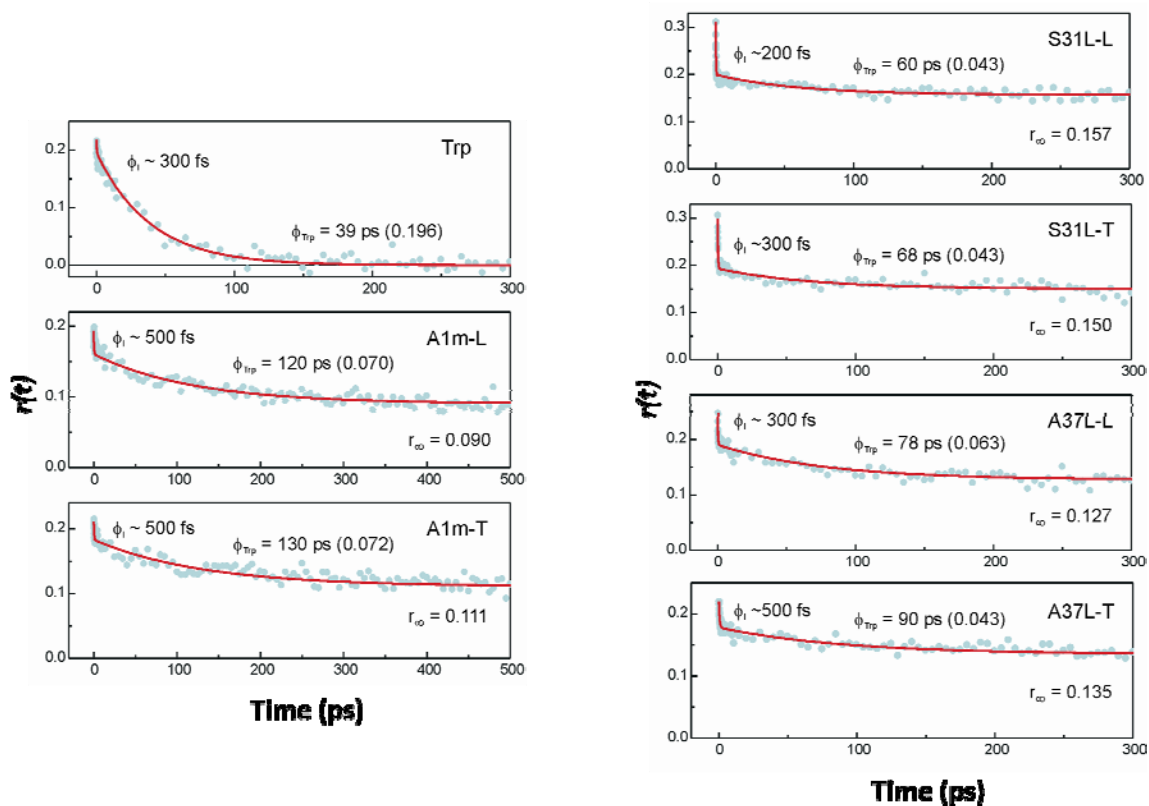 Trp
0.2
ϕI ~ 300 fs
0.1
ϕTrp = 39 ps (0.196)
0.0
0 100 200 300
0.2
ϕI ~ 500 fs
A1m-L
ϕTrp = 120 ps (0.070)
0.1
r∞ = 0.090
0.0
0 100 200 300 400 500
0.2
ϕI ~ 500 fs
A1m-T
ϕTrp = 130 ps (0.072)
0.1
r∞ = 0.111
0.0
0 100 200 300 400 500
r(t)
Time (ps)
0.3
S31L-L
ϕI ~200 fs
ϕTrp = 60 ps (0.043)
0.2
0.1
r∞ = 0.157
0.0
0 100 200 300
0.3
S31L-T
ϕI ~300 fs
ϕTrp = 68 ps (0.043)
0.2
0.1
r∞ = 0.150
0.0
0 100 200 300
0.3
A37L-L
ϕI ~ 300 fs
ϕTrp = 78 ps (0.063)
0.2
0.1
r∞ = 0.127
0.0
0 100 200 300
0.2
ϕI ~500 fs
ϕTrp = 90 ps (0.043)
A37L-T
0.1
r∞ = 0.135
0.0
0 100 200 300
r(t)
Time (ps)